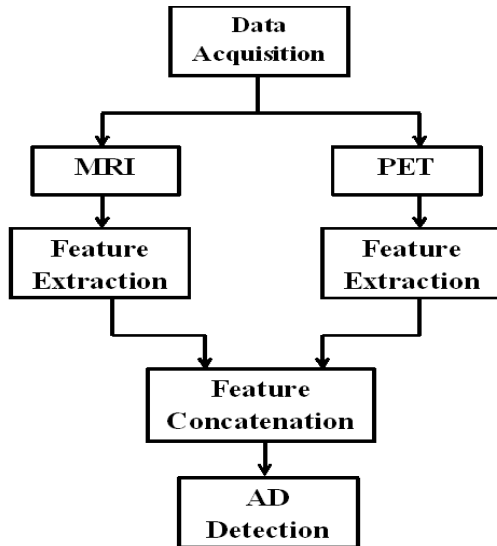 Data
Acquisition
MRI
PET
Feature
Extraction
Feature
Extraction
Feature
Concatenation
AD
Detection